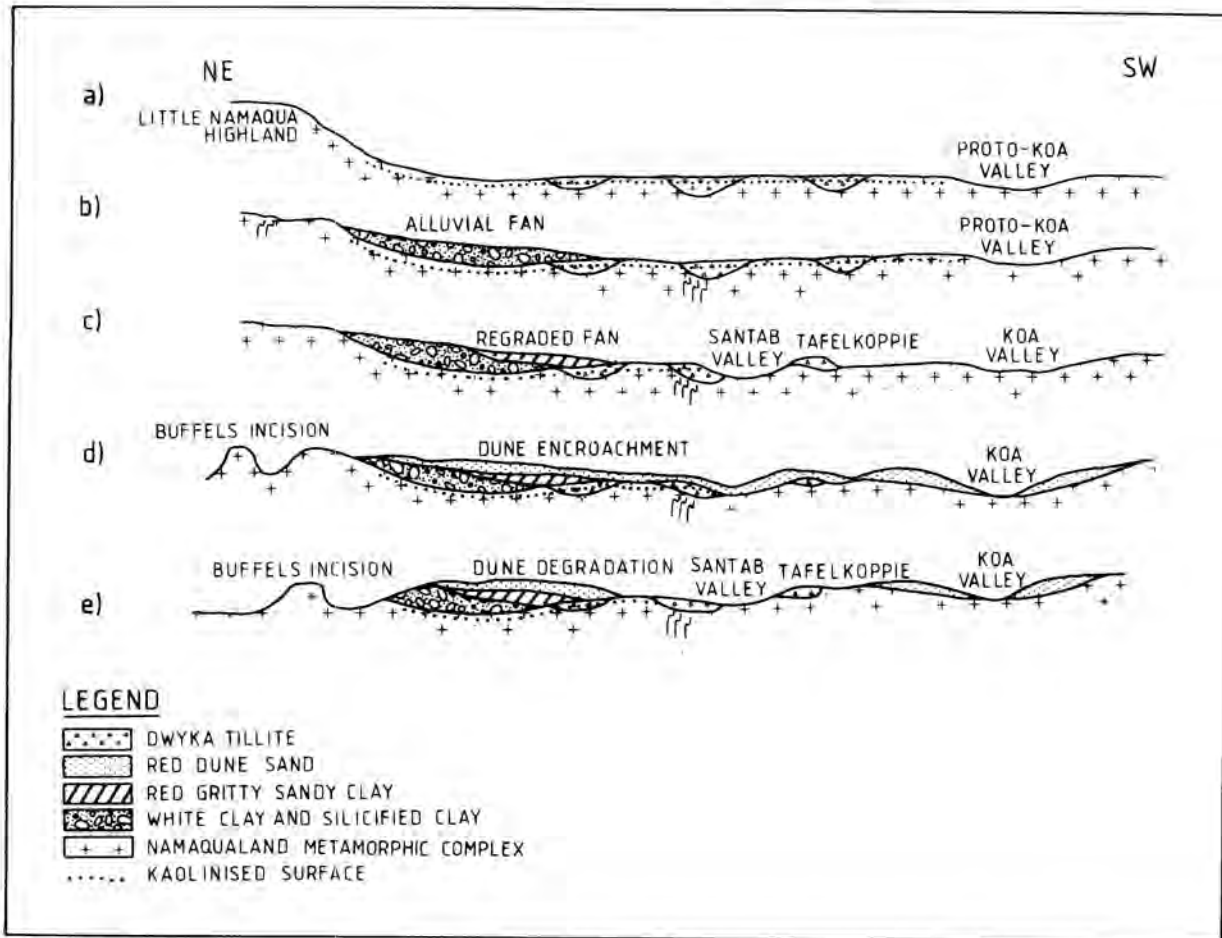 NE
SW
a)
LITTLE NAMAQUA
HIGHLAND
PROTO-KOA
VALLEY
b)
ALLUVIAL FAN
PROTO-KOA
VALLEY
c)
REGRADED FAN
SANTAB
VALLEY
TAFELKOPPIE
KOA
VALLEY
d)
BUFFELS INCISION
DUNE ENCROACHMENT
KOA
VALLEY
e)
BUFFELS INCISION
DUNE DEGRADATION
SANTAB
VALLEY
TAFELKOPPIE
KOA
VALLEY
LEGEND
DWYKA TILLITE
RED DUNE SAND
RED GRITTY SANDY CLAY
WHITE CLAY AND SILICIFIED CLAY
NAMAQUALAND METAMORPHIC COMPLEX
KAOLINISED SURFACE